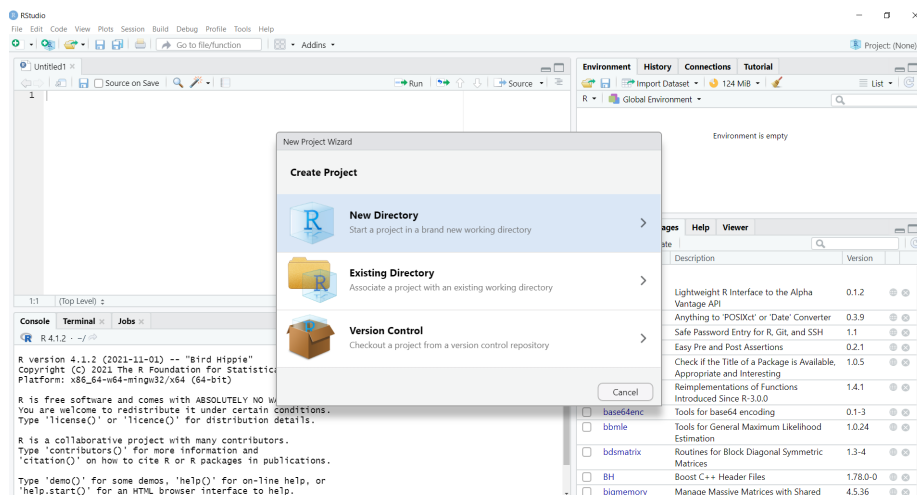 RStudio
File Edit Code View Plots Session Build Debug Profile Tools Help
Go to file/function Addins Project: (None)
Untitled1
Source on Save Run Source
1
1:1 (Top Level)
Console Terminal Jobs
R 4.1.2 · ~/
R version 4.1.2 (2021-11-01) -- "Bird Hippie"
Copyright (C) 2021 The R Foundation for Statistica
Platform: x86_64-w64-mingw32/x64 (64-bit)
R is free software and comes with ABSOLUTELY NO WA
You are welcome to redistribute it under certain conditions.
Type 'license()' or 'licence()' for distribution details.
R is a collaborative project with many contributors.
Type 'contributors()' for more information and
'citation()' on how to cite R or R packages in publications.
Type 'demo()' for some demos, 'help()' for on-line help, or
'help.start()' for an HTML browser interface to help.
New Project Wizard
Create Project
New Directory
Start a project in a brand new working directory
Existing Directory
Associate a project with an existing working directory
Version Control
Checkout a project from a version control repository
Cancel
Environment History Connections Tutorial
Import Dataset 124 MiB List
R Global Environment
Environment is empty
ages Help Viewer
ate
Description Version
Lightweight R Interface to the Alpha 0.1.2
Vantage API
Anything to 'POSIXct' or 'Date' Converter 0.3.9
Safe Password Entry for R, Git, and SSH 1.1
Easy Pre and Post Assertions 0.2.1
Check if the Title of a Package is Available, 1.0.5
Appropriate and Interesting
Reimplementations of Functions 1.4.1
Introduced Since R-3.0.0
base64enc Tools for base64 encoding 0.1-3
bbmle Tools for General Maximum Likelihood 1.0.24
Estimation
bdsmatrix Routines for Block Diagonal Symmetric 1.3-4
Matrices
BH Boost C++ Header Files 1.78.0-0
bigmemory Manage Massive Matrices with Shared 4.5.36